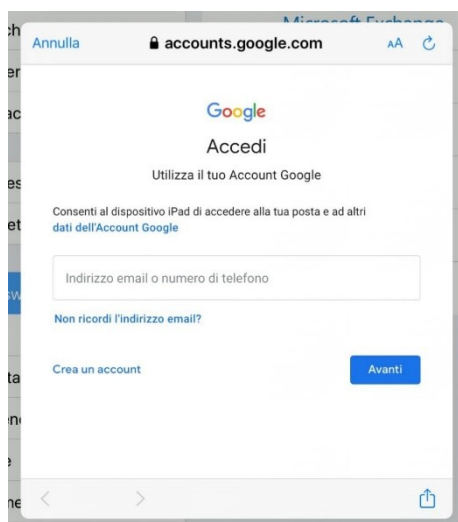 Microsoft Exchange
Annulla
accounts.google.com
AA
Google
Accedi
Utilizza il tuo Account Google
Consenti al dispositivo iPad di accedere alla tua posta e ad altri
dati dell'Account Google
Indirizzo email o numero di telefono
Non ricordi l'indirizzo email?
Crea un account
Avanti